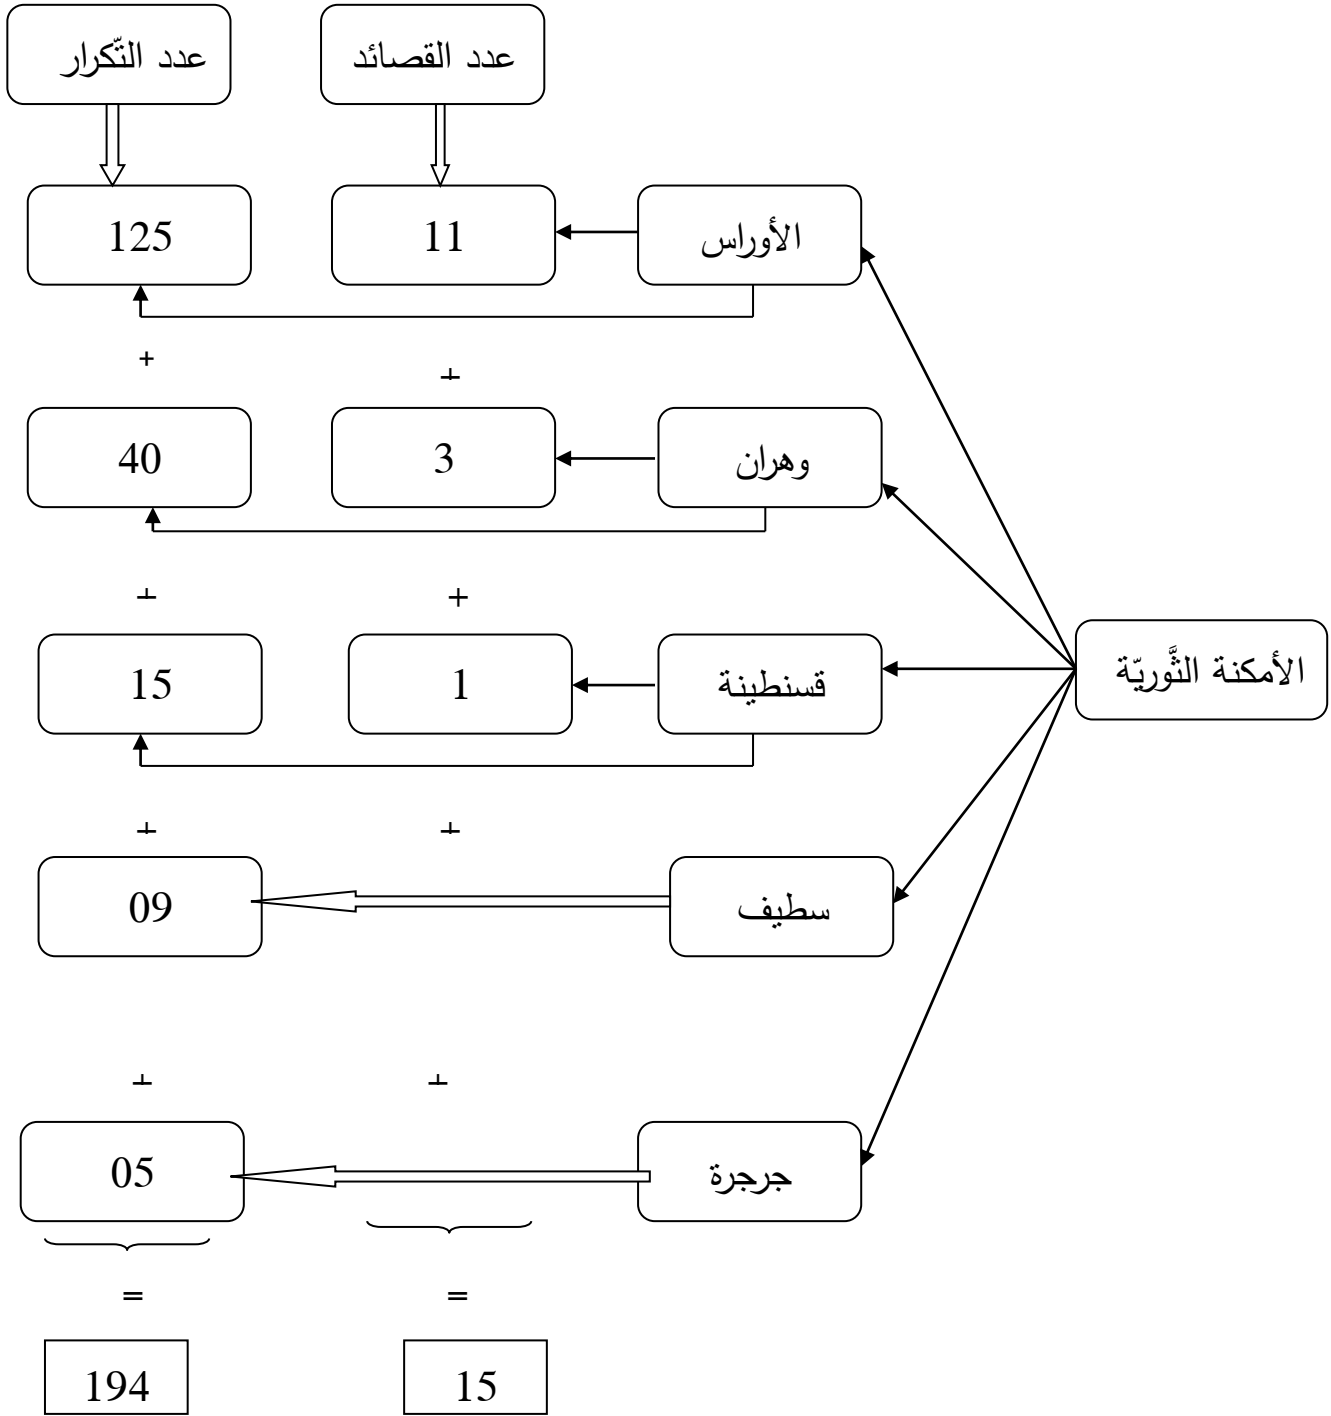 عدد القصائد
عدد التّكرار
الأوراس
11
125
+
+
وهران
3
40
+
+
الأمكنة الثَّوريّة
قسنطينة
1
15
+
+
سطيف
09
+
+
جرجرة
05
=
=
15
194